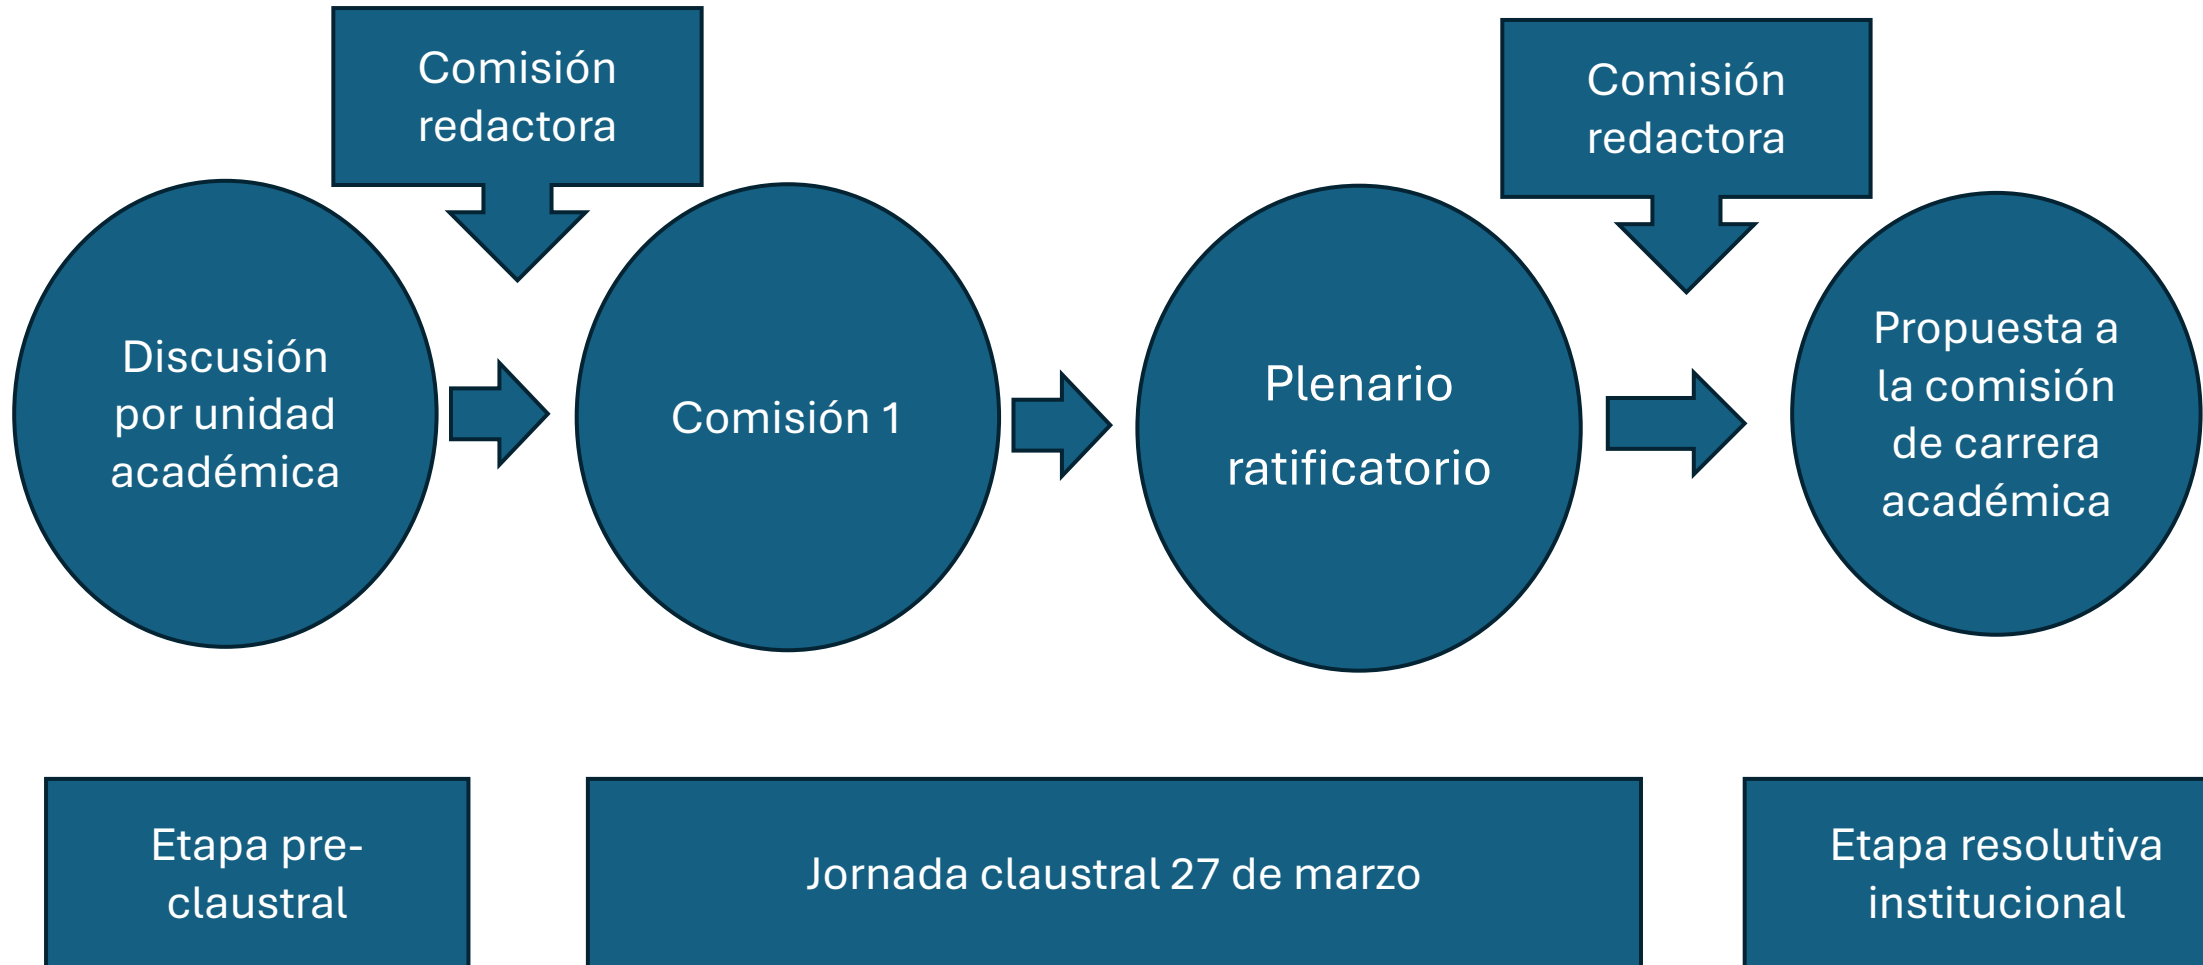 Comisión
redactora
Comisión
redactora
Discusión
por unidad
académica
Comisión 1
Plenario
ratificatorio
Propuesta a
la comisión
de carrera
académica
Etapa pre-
claustral
Jornada claustral 27 de marzo
Etapa resolutiva
institucional